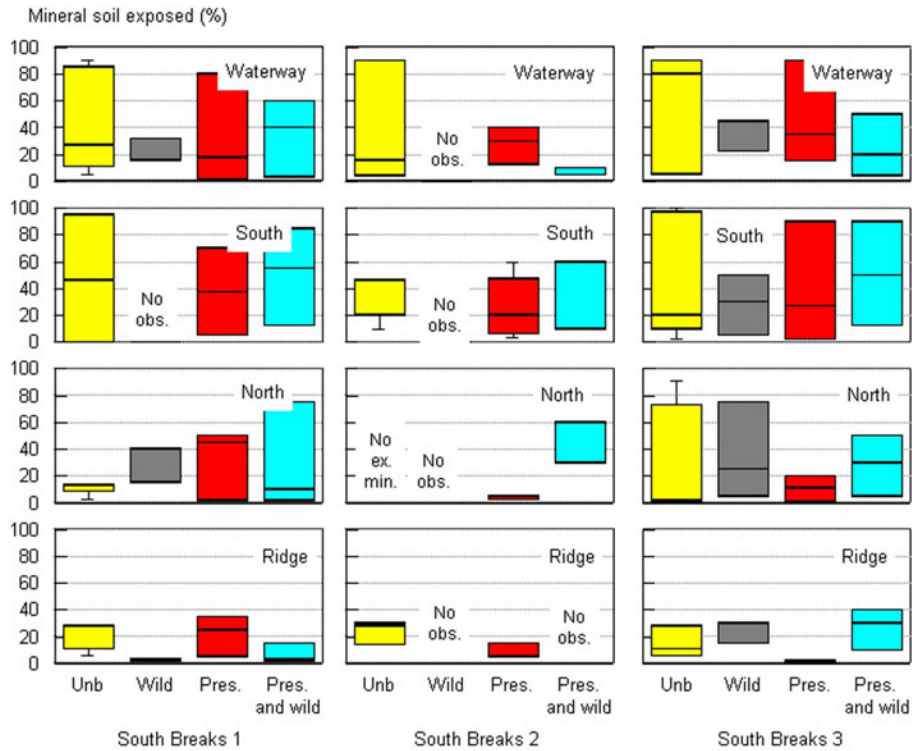 Mineral soil exposed (%)
100
80
60
40
20
0
Waterway
Waterway
No
obs.
Waterway
100
80
60
40
20
0
South
No
obs.
South
No
obs.
South
100
80
60
40
20
0
North
North
No
ex.
min.
No
obs.
North
100
80
60
40
20
0
Ridge
Ridge
No
obs.
No
obs.
Ridge
Unb Wild Pres. Pres.
and wild
Unb Wild Pres. Pres.
and wild
Unb Wild Pres. Pres.
and wild
South Breaks 1
South Breaks 2
South Breaks 3